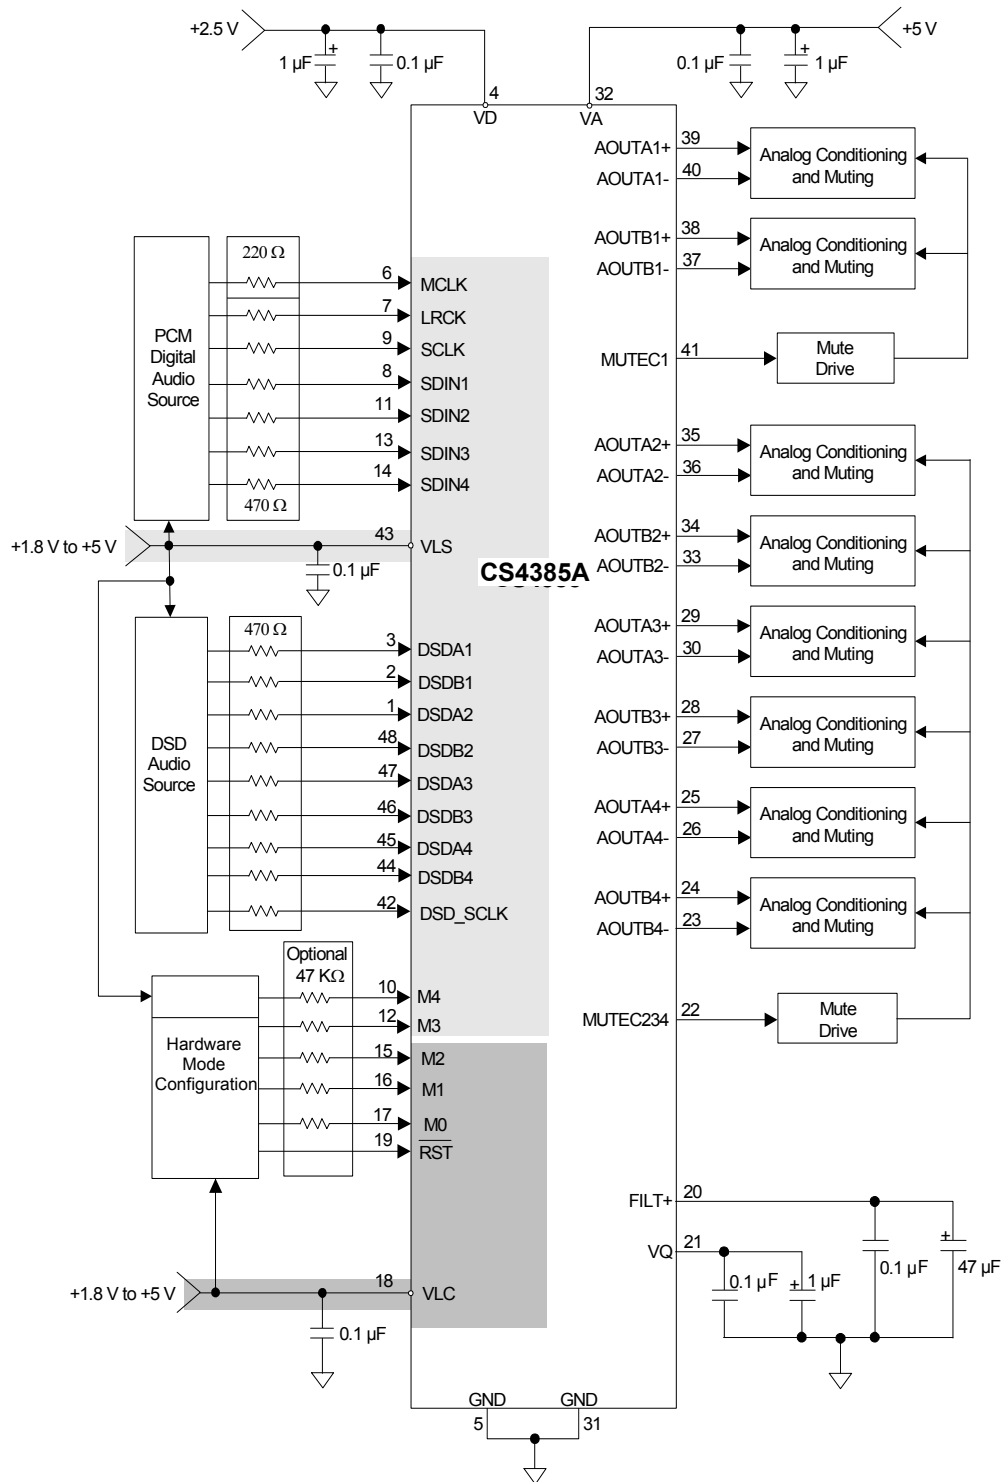 +2.5 V
1 µF
+
0.1 µF
0.1 µF
+
1 µF
+5 V
4
VD
32
VA
PCM
Digital
Audio
Source
220 Ω
470 Ω
6
MCLK
7
LRCK
9
SCLK
8
SDIN1
11
SDIN2
13
SDIN3
14
SDIN4
+1.8 V to +5 V
43
VLS
0.1 µF
CS4385A
DSD
Audio
Source
470 Ω
3
DSDA1
2
DSDB1
1
DSDA2
48
DSDB2
47
DSDA3
46
DSDB3
45
DSDA4
44
DSDB4
42
DSD_SCLK
Optional
47 KΩ
Hardware
Mode
Configuration
10
M4
12
M3
15
M2
16
M1
17
M0
19
RST
+1.8 V to +5 V
18
VLC
0.1 µF
GND
5
GND
31
AOUTA1+
39
AOUTA1-
40
Analog Conditioning
and Muting
AOUTB1+
38
AOUTB1-
37
Analog Conditioning
and Muting
MUTEC1
41
Mute
Drive
AOUTA2+
35
AOUTA2-
36
Analog Conditioning
and Muting
AOUTB2+
34
AOUTB2-
33
Analog Conditioning
and Muting
AOUTA3+
29
AOUTA3-
30
Analog Conditioning
and Muting
AOUTB3+
28
AOUTB3-
27
Analog Conditioning
and Muting
AOUTA4+
25
AOUTA4-
26
Analog Conditioning
and Muting
AOUTB4+
24
AOUTB4-
23
Analog Conditioning
and Muting
MUTEC234
22
Mute
Drive
FILT+
20
VQ
21
0.1 µF
+
1 µF
0.1 µF
+
47 µF